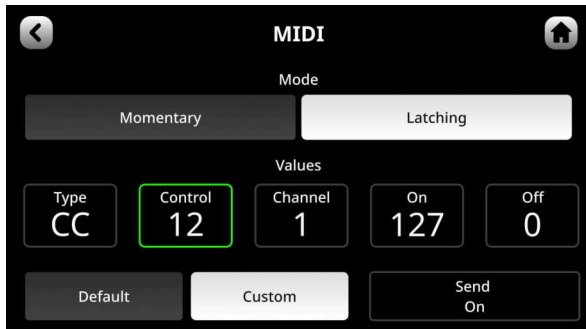 MIDI
Mode
Momentary
Latching
Values
Type
CC
Control
12
Channel
1
On
127
Off
0
Default
Custom
Send
On